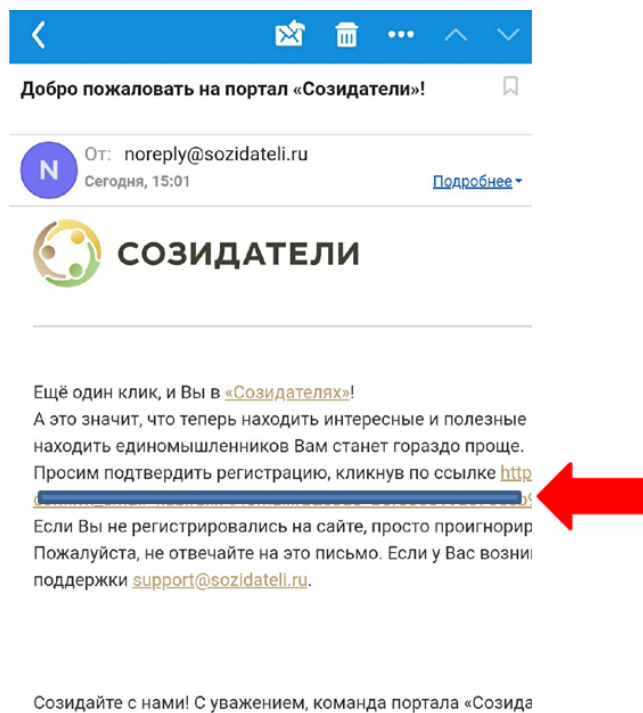 Добро пожаловать на портал «Созидатели»!
От: noreply@sozidateli.ru
N
Сегодня, 15:01
Подробнее
СОЗИДАТЕЛИ
Ещё один клик, и Вы в «Созидателях»!
А это значит, что теперь находить интересные и полезные
находить единомышленников Вам станет гораздо проще.
Просим подтвердить регистрацию, кликнув по ссылке http
Если Вы не регистрировались на сайте, просто проигнорир
Пожалуйста, не отвечайте на это письмо. Если у Вас возни
поддержки support@sozidateli.ru.
Созидайте с нами! С уважением, команда портала «Созида